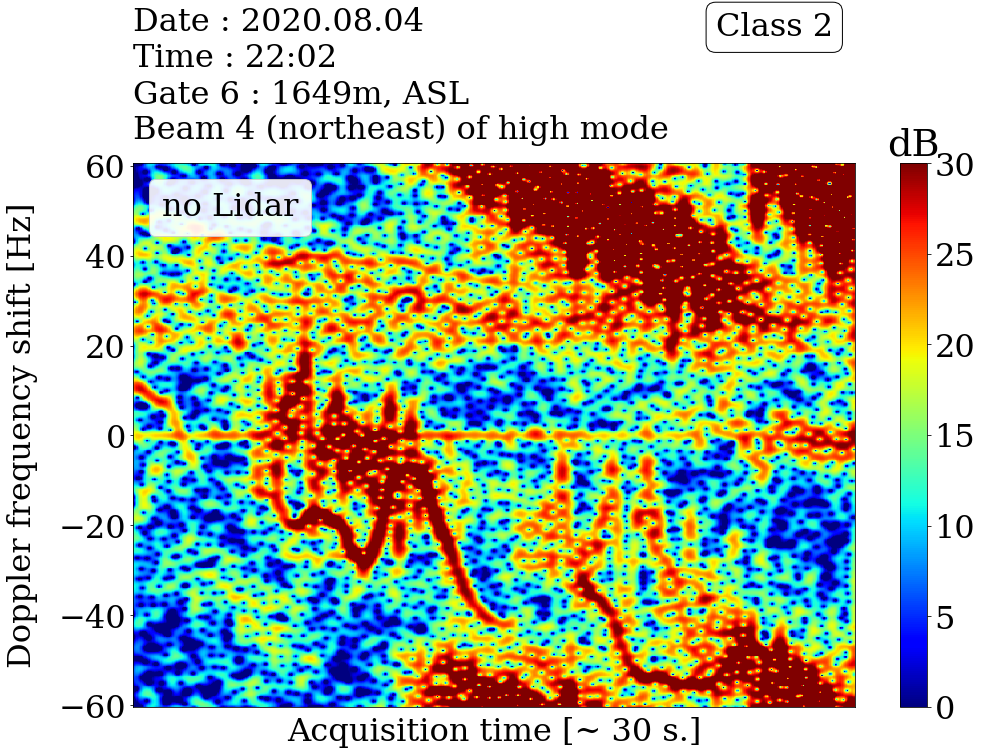 Date : 2020.08.04
Time : 22:02
Gate 6 : 1649m, ASL
Beam 4 (northeast) of high mode
Class 2
dB
no Lidar
60
40
20
0
−20
−40
−60
Doppler frequency shift [Hz]
Acquisition time [~ 30 s.]
30
25
20
15
10
5
0